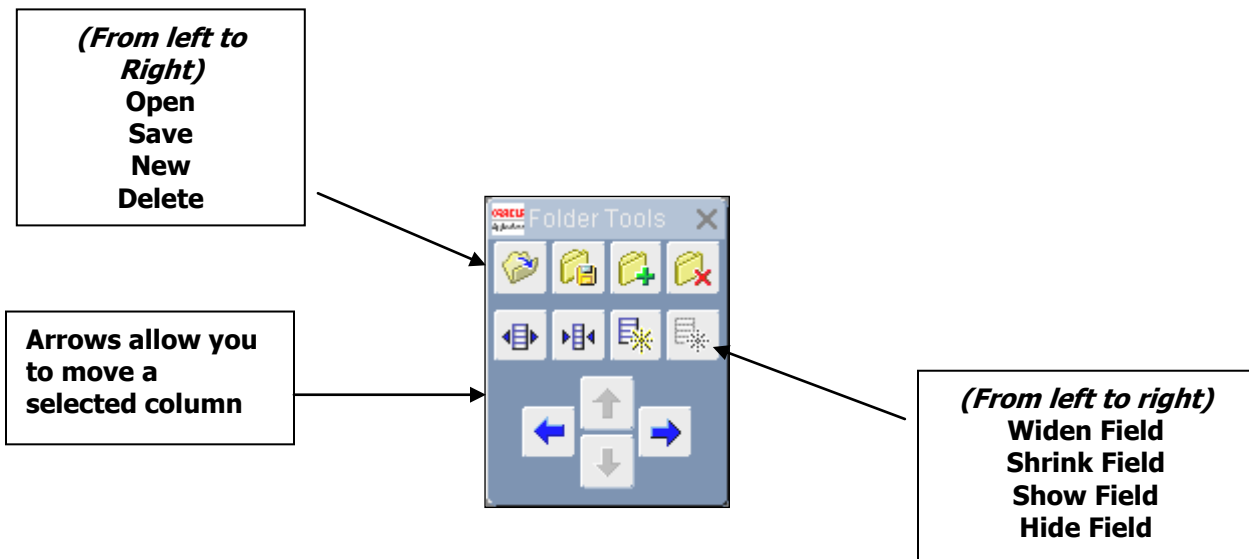 (From left to
Right)
Open
Save
New
Delete
ORACLE
Folder Tools
Arrows allow you
to move a
selected column
(From left to right)
Widen Field
Shrink Field
Show Field
Hide Field